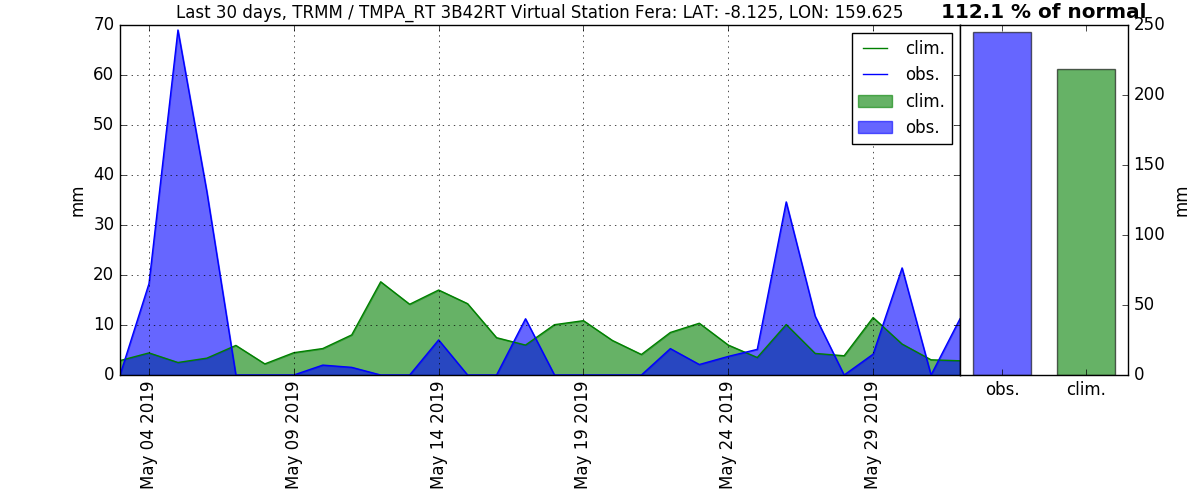 Last 30 days, TRMM / TMPA_RT 3B42RT Virtual Station Fera: LAT: -8.125, LON: 159.625
112.1 % of normal
clim.
obs.
clim.
obs.
70
60
50
40
30
20
10
0
mm
May 04 2019
May 09 2019
May 14 2019
May 19 2019
May 24 2019
May 29 2019
250
200
150
100
50
0
mm
obs.
clim.